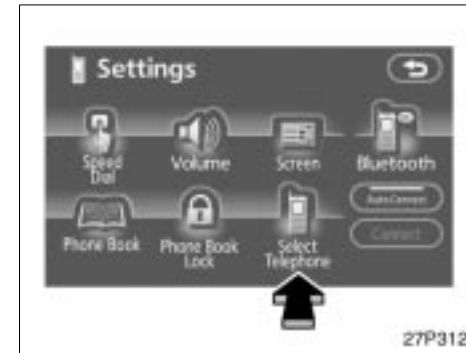 Settings
Speed Dial
Volume
Screen
Bluetooth
Auto Connect
Phone Book
Phone Book Lock
Select Telephone
Connect
27P312